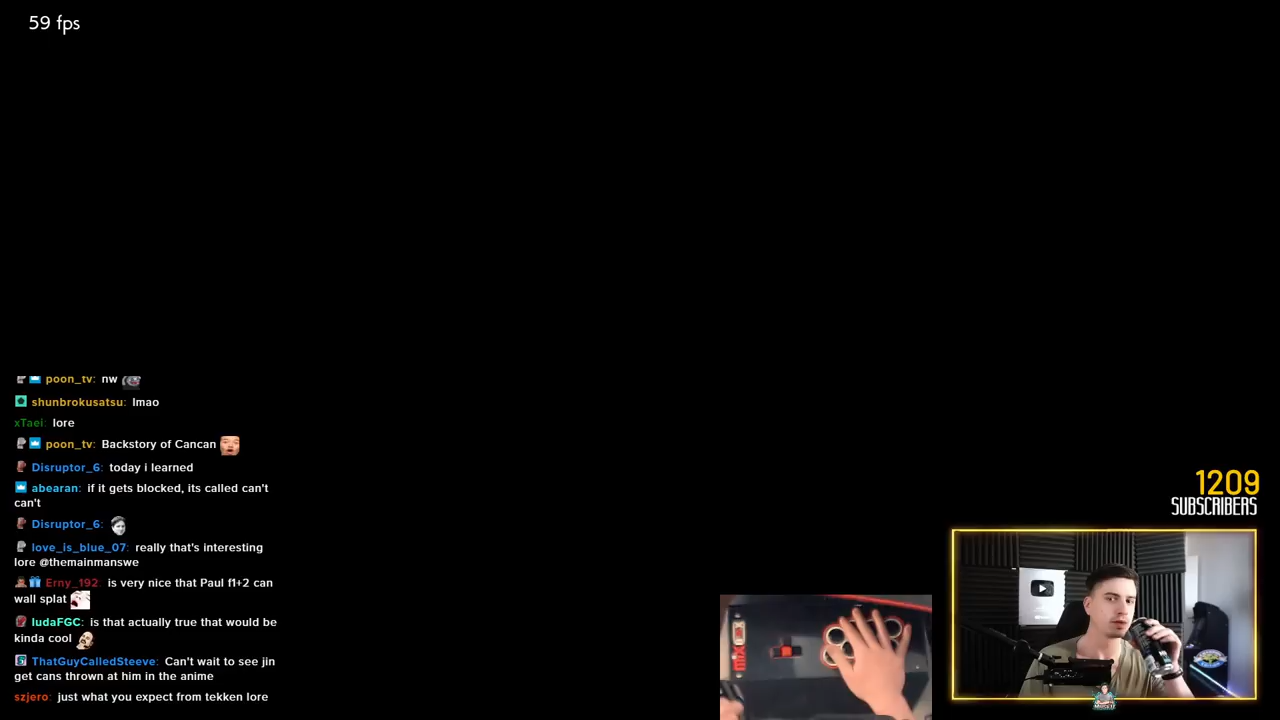 59 fps
poon_tv: nw
shunbrokusatsu: lmao
xTaei: lore
poon_tv: Backstory of Cancan
Disruptor_6: today i learned
abearan: if it gets blocked, its called can't
can't
Disruptor_6:
love_is_blue_07: really that's interesting
lore @themainmanswe
Erny_192: is very nice that Paul f1+2 can
wall splat
ludaFGC: is that actually true that would be
kinda cool
ThatGuyCalledSteeve: Can't wait to see jin
get cans thrown at him in the anime
szjero: just what you expect from tekken lore
1209
SUBSCRIBERS